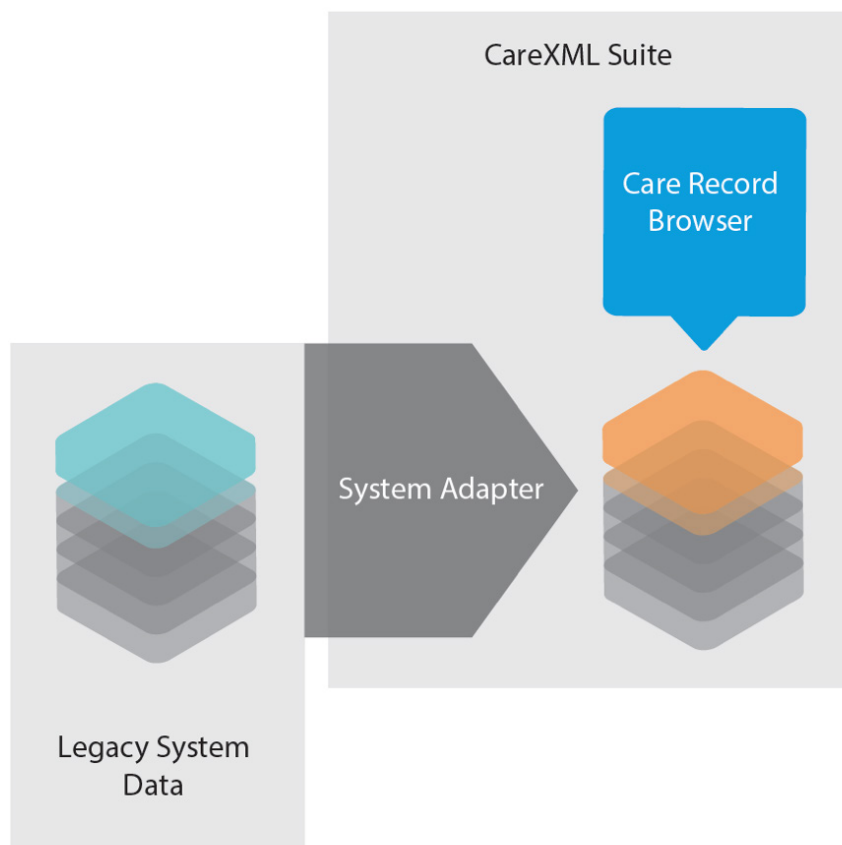 CareXML Suite
Care Record
Browser
System Adapter
Legacy System
Data